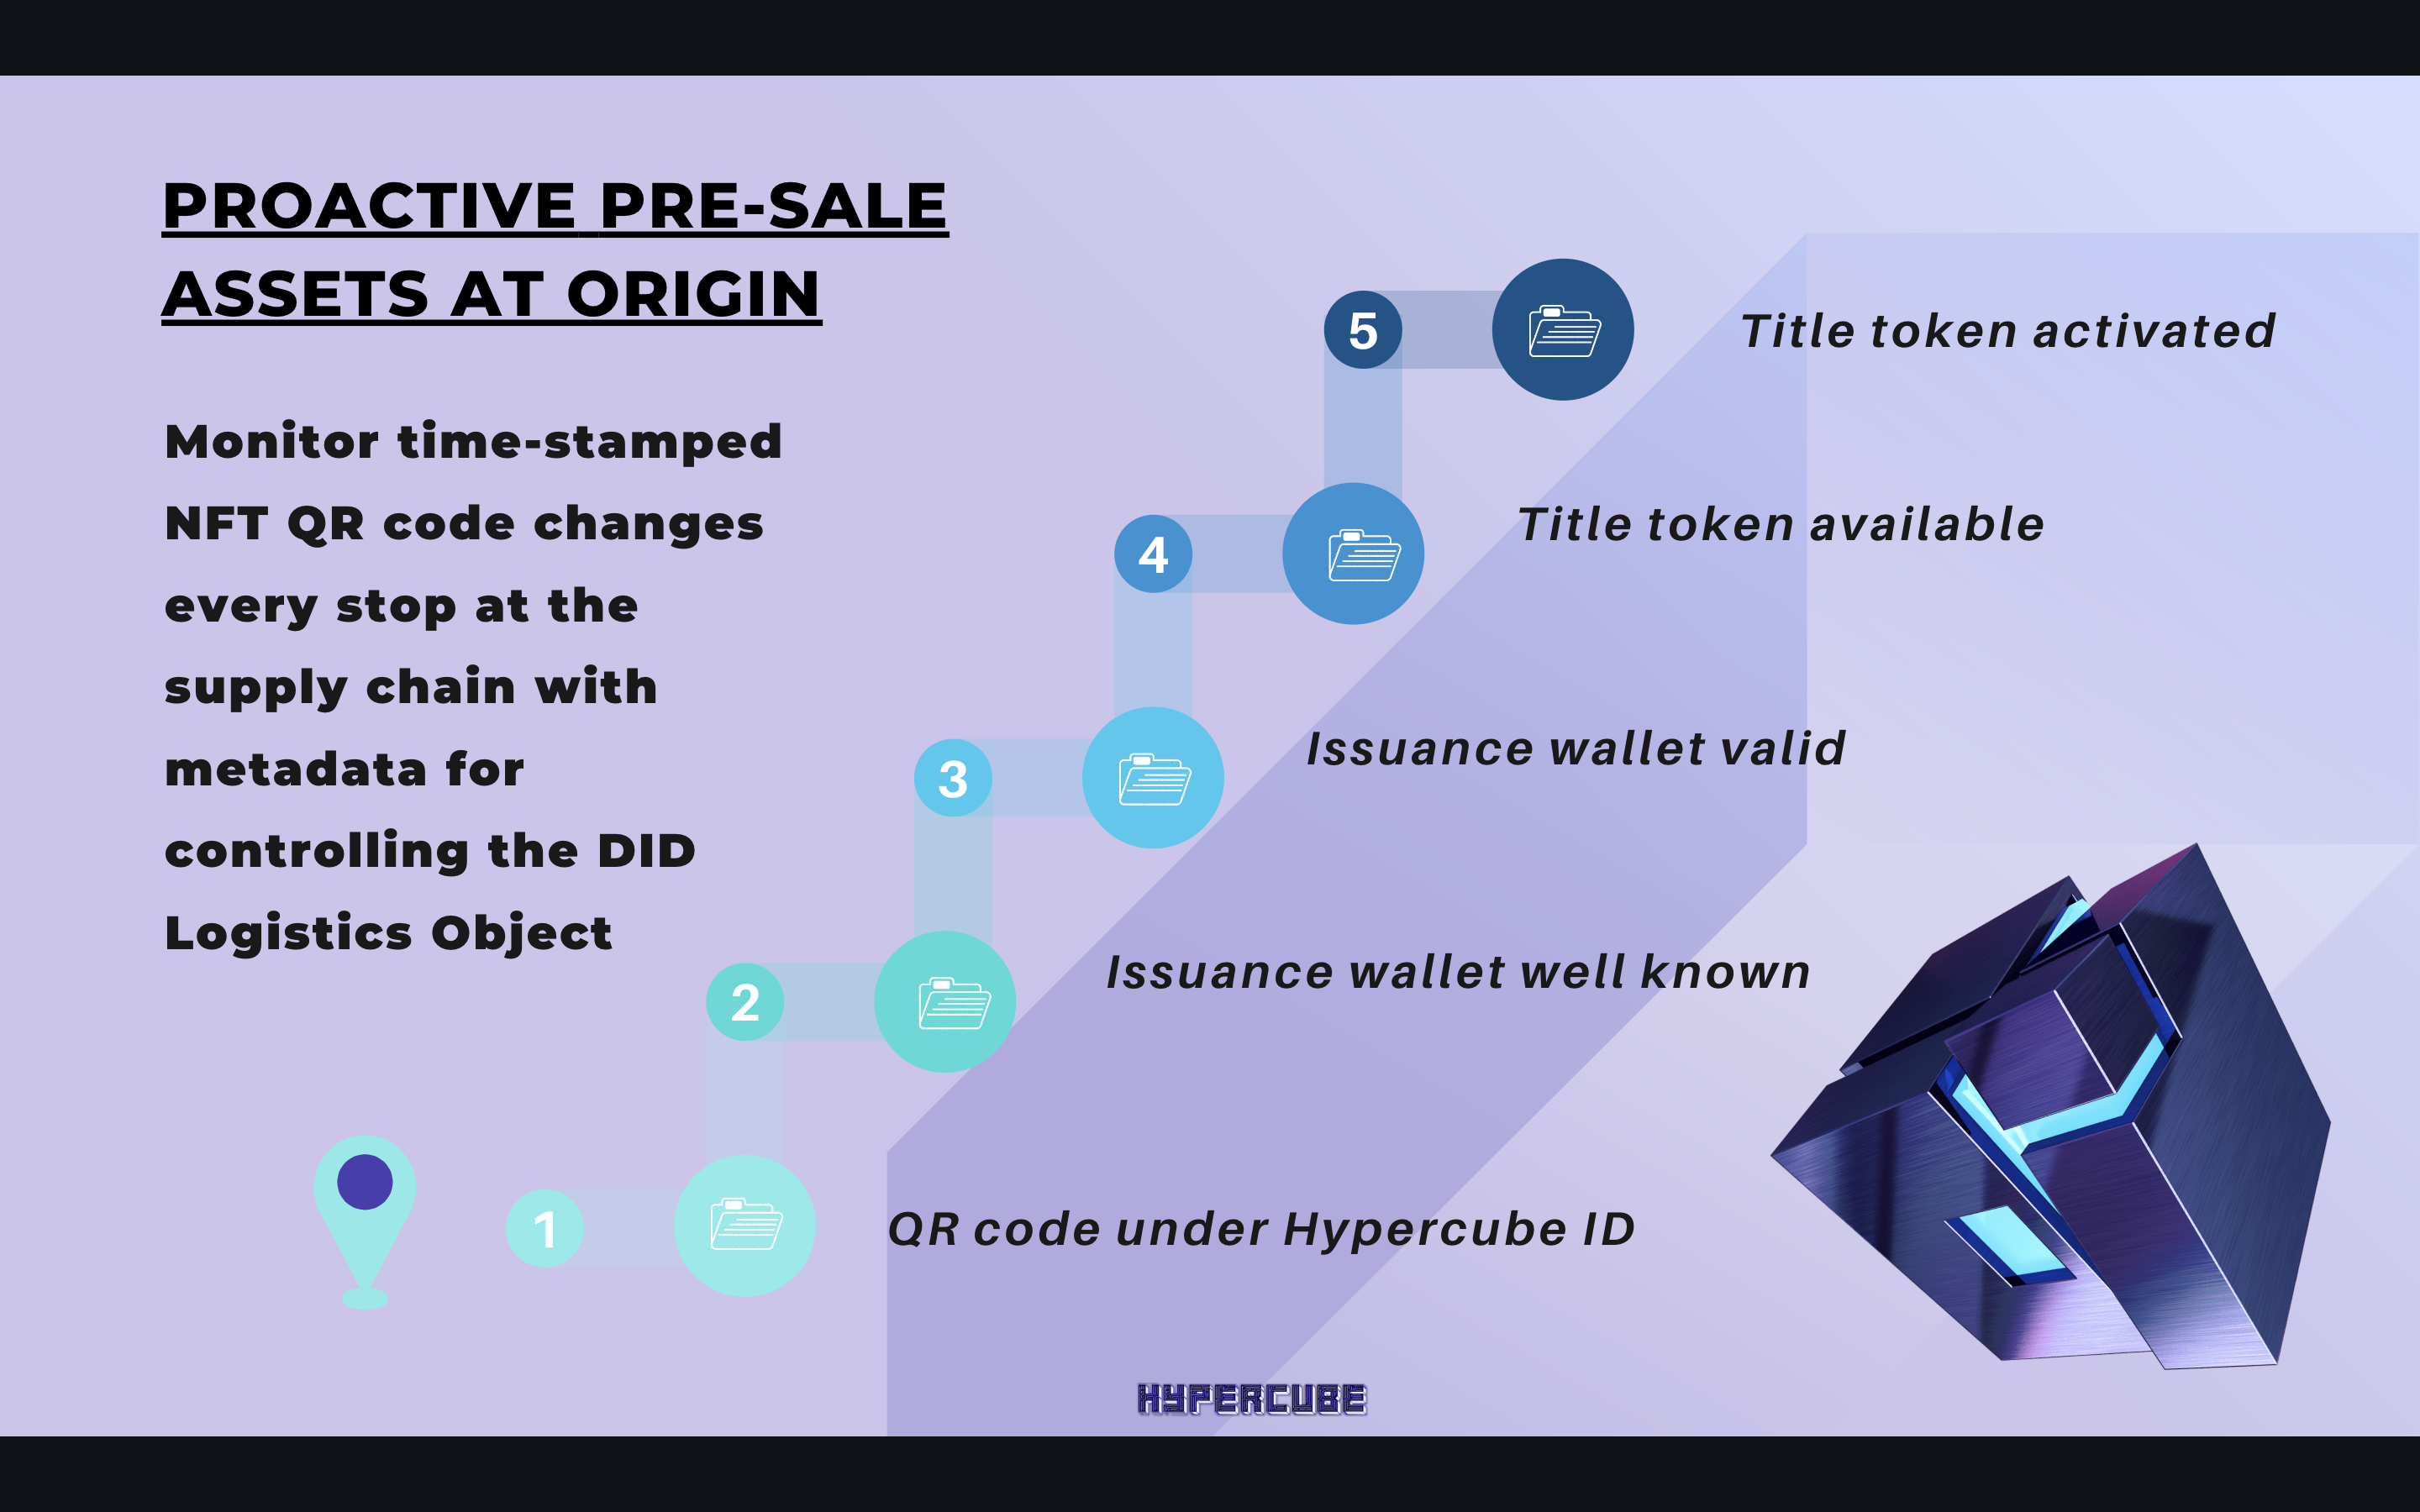 PROACTIVE PRE-SALE
ASSETS AT ORIGIN
Monitor time-stamped
NFT QR code changes
every stop at the
supply chain with
metadata for
controlling the DID
Logistics Object
5
Title token activated
4
Title token available
3
Issuance wallet valid
2
Issuance wallet well known
1
QR code under Hypercube ID
HYPERCUBE